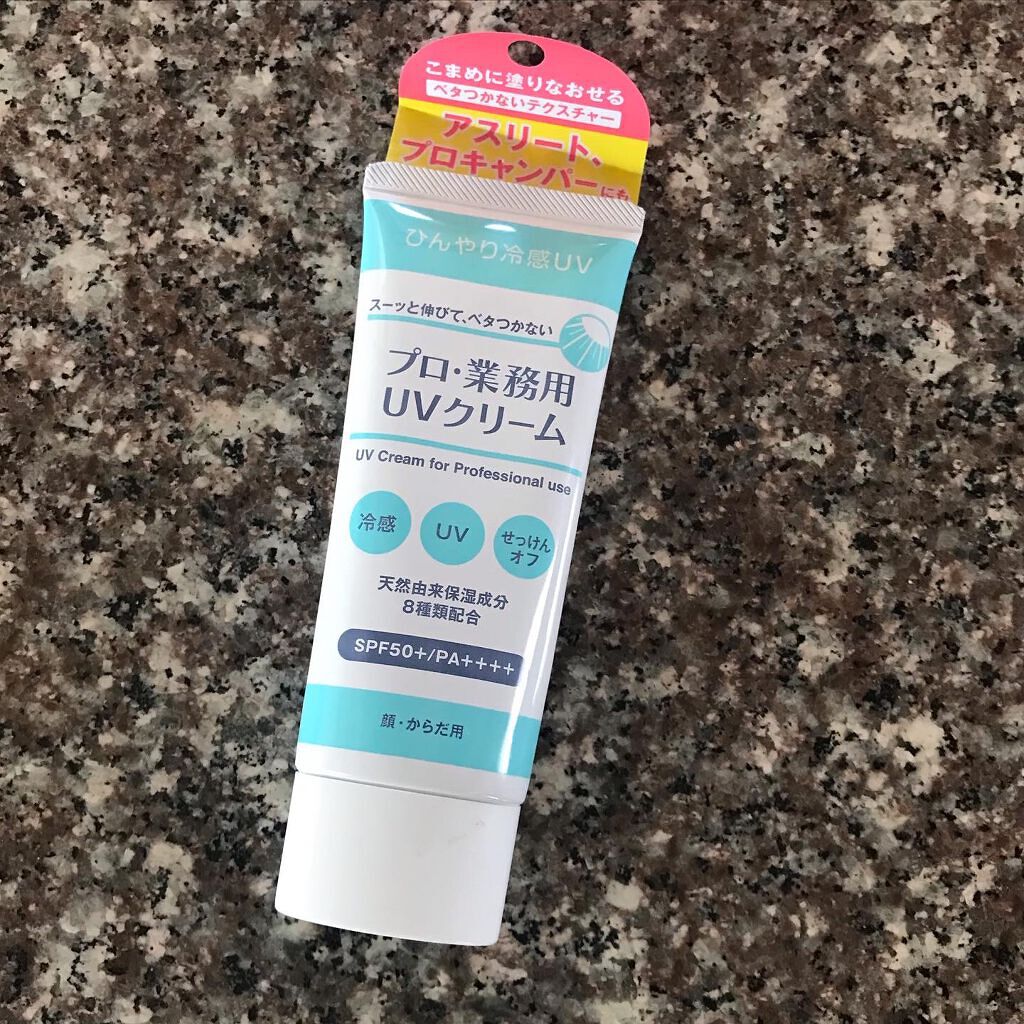 こまめに塗りなおせる
ベタつかないテクスチャー
アスリート、
プロキャンパーにも
ひんやり冷感UV
スーッと伸びて、ベタつかない
プロ・業務用
UVクリーム
UV Cream for Professional use
冷感
UV
せっけん
オフ
天然由来保湿成分
8種類配合
SPF50+/PA++++
顔・からだ用